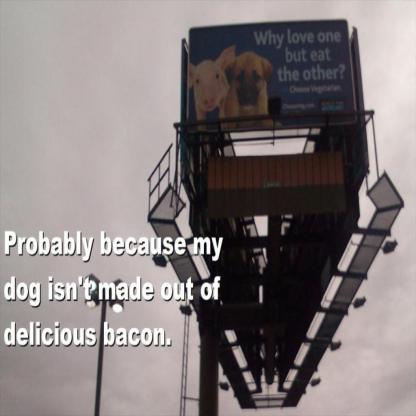 Why love one
but eat
the other?
Choose Vegetarian.
Probably because my
dog isn't made out of
delicious bacon.